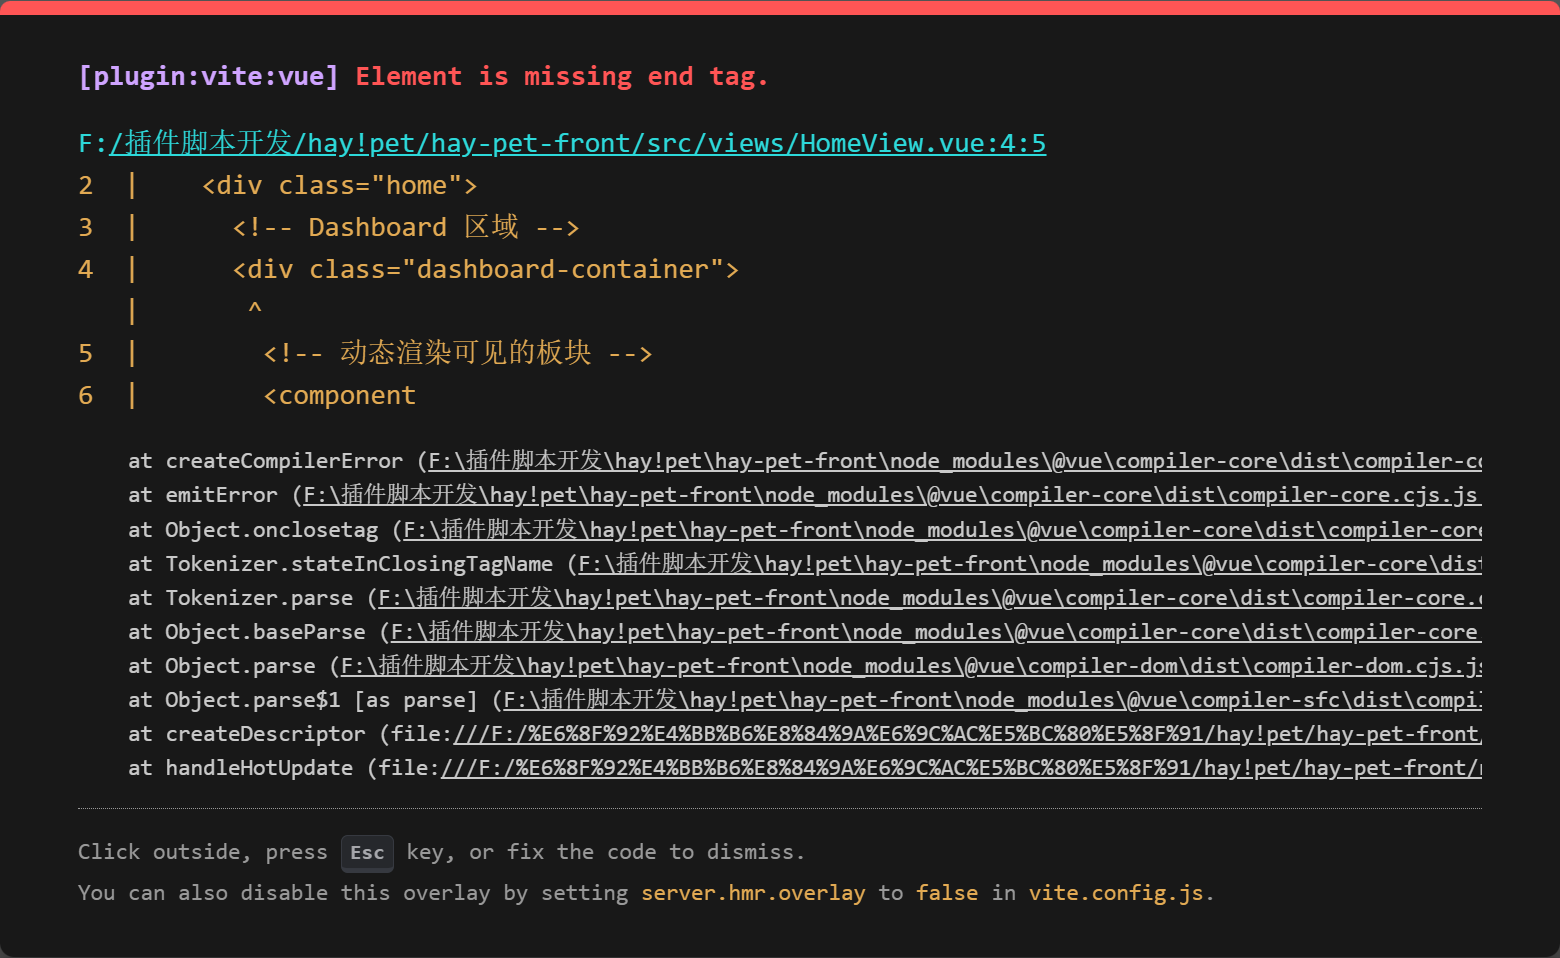 [plugin:vite:vue] Element is missing end tag.
F:/插件脚本开发/hay!pet/hay-pet-front/src/views/HomeView.vue:4:5
2  |    <div class="home">
3  |      <!-- Dashboard 区域 -->
4  |      <div class="dashboard-container">
   |       ^
5  |        <!-- 动态渲染可见的板块 -->
6  |        <component
at createCompilerError (F:\插件脚本开发\hay!pet\hay-pet-front\node_modules\@vue\compiler-core\dist\compiler-co
at emitError (F:\插件脚本开发\hay!pet\hay-pet-front\node_modules\@vue\compiler-core\dist\compiler-core.cjs.js
at Object.onclosetag (F:\插件脚本开发\hay!pet\hay-pet-front\node_modules\@vue\compiler-core\dist\compiler-core
at Tokenizer.stateInClosingTagName (F:\插件脚本开发\hay!pet\hay-pet-front\node_modules\@vue\compiler-core\dist
at Tokenizer.parse (F:\插件脚本开发\hay!pet\hay-pet-front\node_modules\@vue\compiler-core\dist\compiler-core.c
at Object.baseParse (F:\插件脚本开发\hay!pet\hay-pet-front\node_modules\@vue\compiler-core\dist\compiler-core.
at Object.parse (F:\插件脚本开发\hay!pet\hay-pet-front\node_modules\@vue\compiler-dom\dist\compiler-dom.cjs.js
at Object.parse$1 [as parse] (F:\插件脚本开发\hay!pet\hay-pet-front\node_modules\@vue\compiler-sfc\dist\compil
at createDescriptor (file:///F:/%E6%8F%92%E4%BB%B6%E8%84%9A%E6%9C%AC%E5%BC%80%E5%8F%91/hay!pet/hay-pet-front/
at handleHotUpdate (file:///F:/%E6%8F%92%E4%BB%B6%E8%84%9A%E6%9C%AC%E5%BC%80%E5%8F%91/hay!pet/hay-pet-front/n
Click outside, press Esc key, or fix the code to dismiss.
You can also disable this overlay by setting server.hmr.overlay to false in vite.config.js.